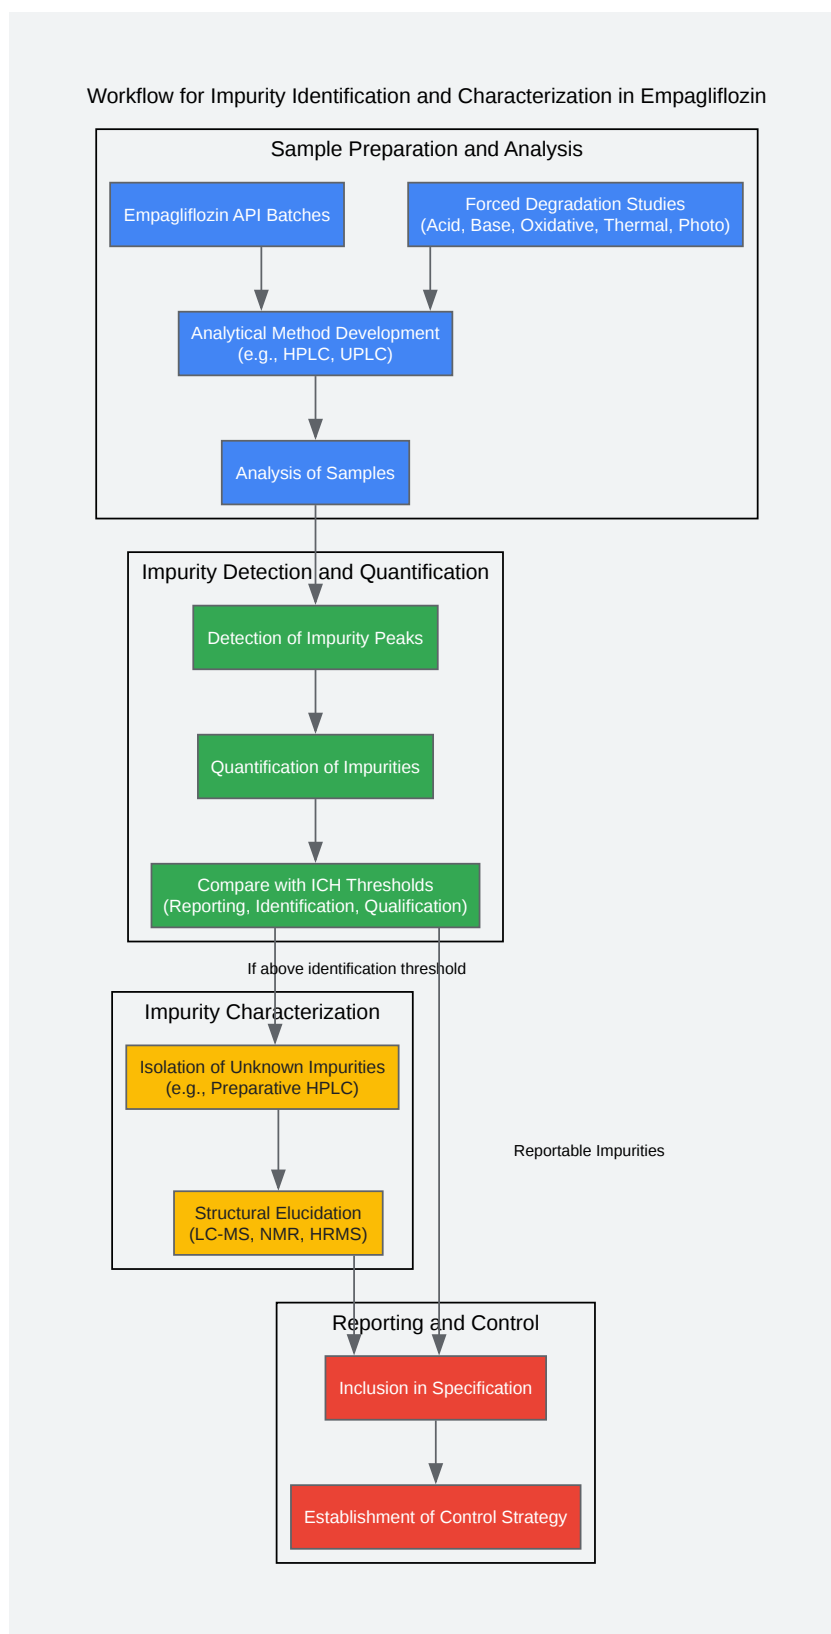 Workflow for Impurity Identification and Characterization in Empagliflozin
Sample Preparation and Analysis
Empagliflozin API Batches
Forced Degradation Studies
(Acid, Base, Oxidative, Thermal, Photo)
Analytical Method Development
(e.g., HPLC, UPLC)
Analysis of Samples
Impurity Detection and Quantification
Detection of Impurity Peaks
Quantification of Impurities
Compare with ICH Thresholds
(Reporting, Identification, Qualification)
If above identification threshold
Impurity Characterization
Isolation of Unknown Impurities
(e.g., Preparative HPLC)
Reportable Impurities
Structural Elucidation
(LC-MS, NMR, HRMS)
Reporting and Control
Inclusion in Specification
Establishment of Control Strategy